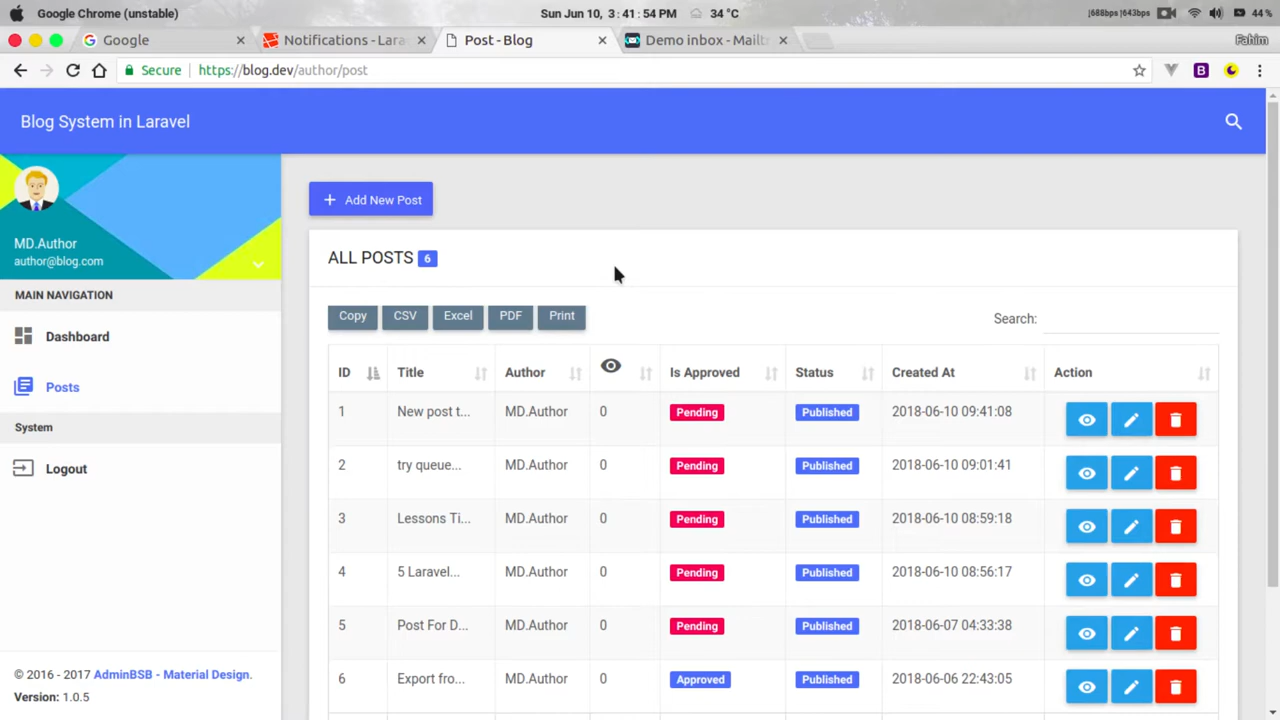 Google Chrome (unstable)
Sun Jun 10, 3:41:54 PM 34 °C
|688bps|643bps 44 %
Google
Notifications - Lara
Post - Blog
Demo inbox - Mailt
Fahim
Secure https://blog.dev/author/post
Blog System in Laravel
MD.Author
author@blog.com
MAIN NAVIGATION
Dashboard
Posts
System
Logout
© 2016 - 2017 AdminBSB - Material Design.
Version: 1.0.5
+ Add New Post
ALL POSTS 6
Copy CSV Excel PDF Print
Search:
ID Title Author Is Approved Status Created At Action
1 New post t... MD.Author 0 Pending Published 2018-06-10 09:41:08
2 try queue... MD.Author 0 Pending Published 2018-06-10 09:01:41
3 Lessons Ti... MD.Author 0 Pending Published 2018-06-10 08:59:18
4 5 Laravel... MD.Author 0 Pending Published 2018-06-10 08:56:17
5 Post For D... MD.Author 0 Pending Published 2018-06-07 04:33:38
6 Export fro... MD.Author 0 Approved Published 2018-06-06 22:43:05